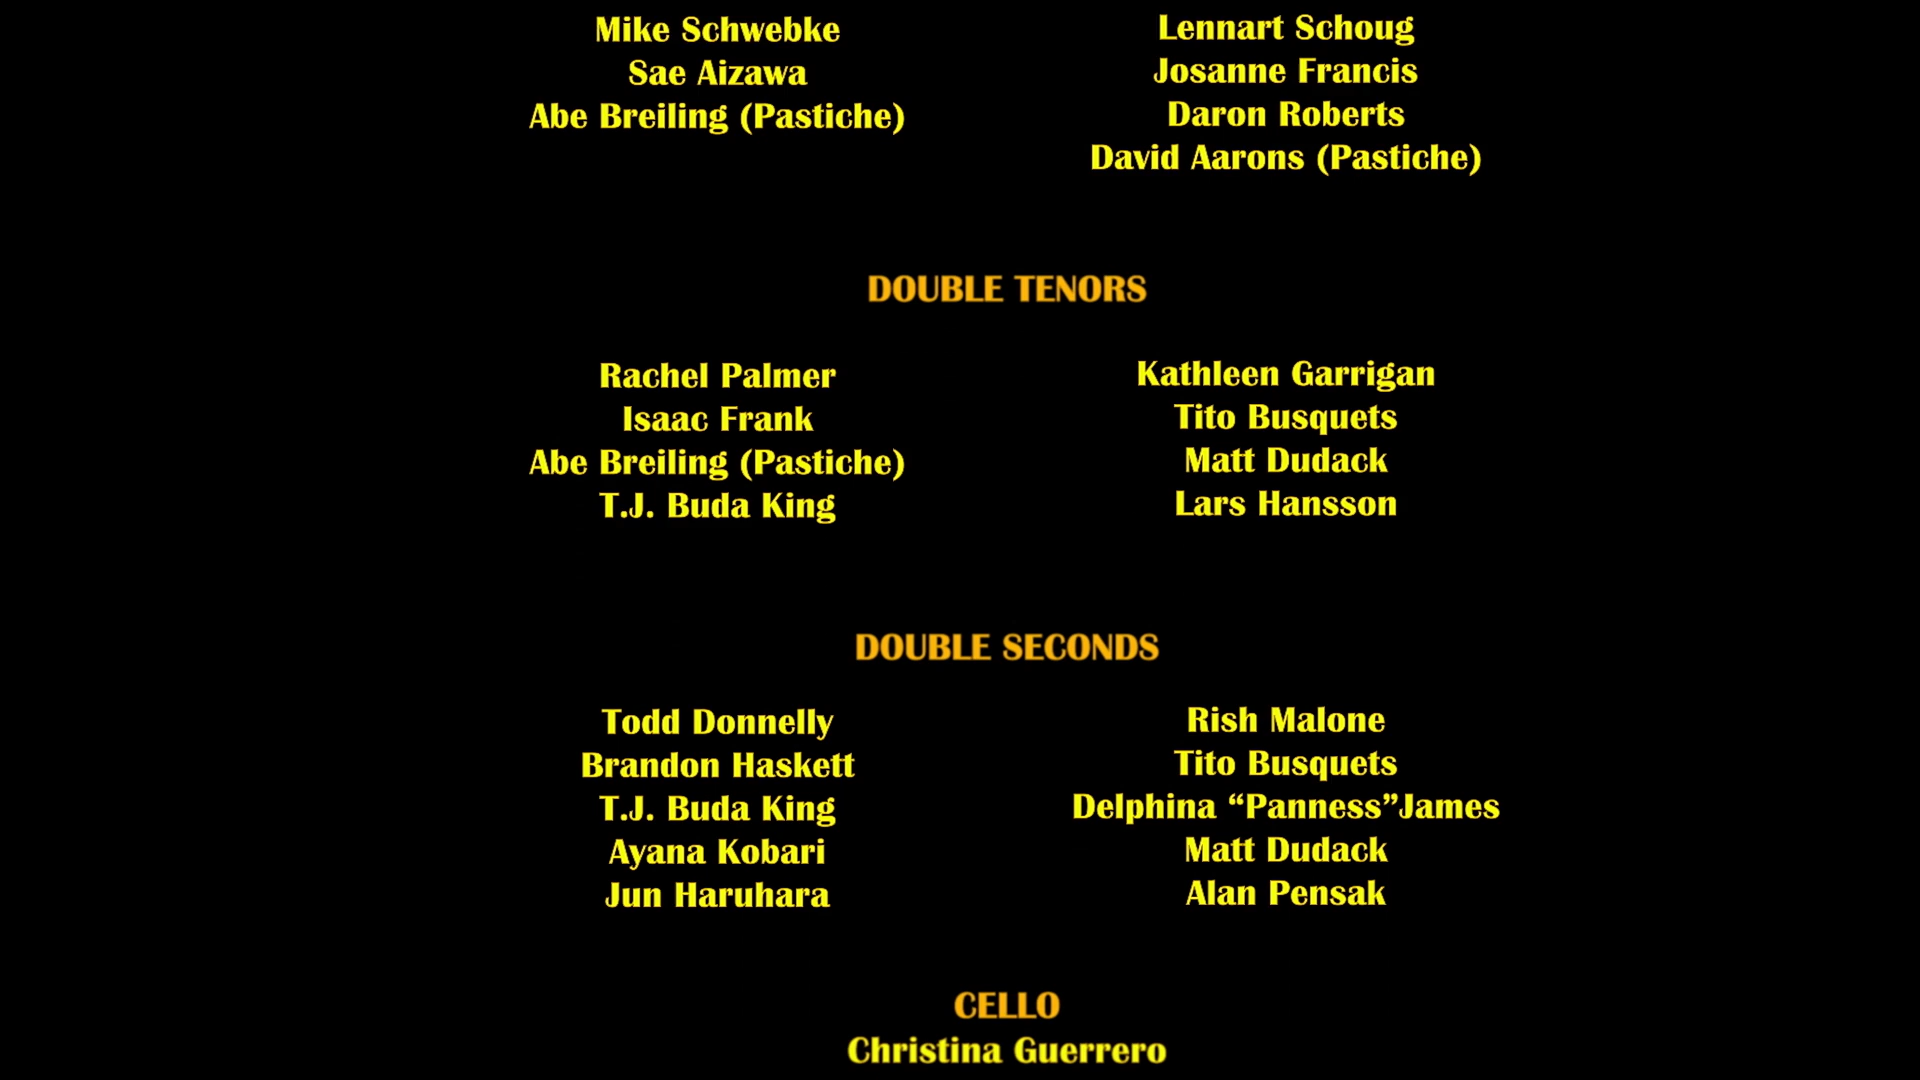 Mike Schwebke
Sae Aizawa
Abe Breiling (Pastiche)
Lennart Schoug
Josanne Francis
Daron Roberts
David Aarons (Pastiche)
DOUBLE TENORS
Rachel Palmer
Isaac Frank
Abe Breiling (Pastiche)
T.J. Buda King
Kathleen Garrigan
Tito Busquets
Matt Dudack
Lars Hansson
DOUBLE SECONDS
Todd Donnelly
Brandon Haskett
T.J. Buda King
Ayana Kobari
Jun Haruhara
Rish Malone
Tito Busquets
Delphina “Panness”James
Matt Dudack
Alan Pensak
CELLO
Christina Guerrero